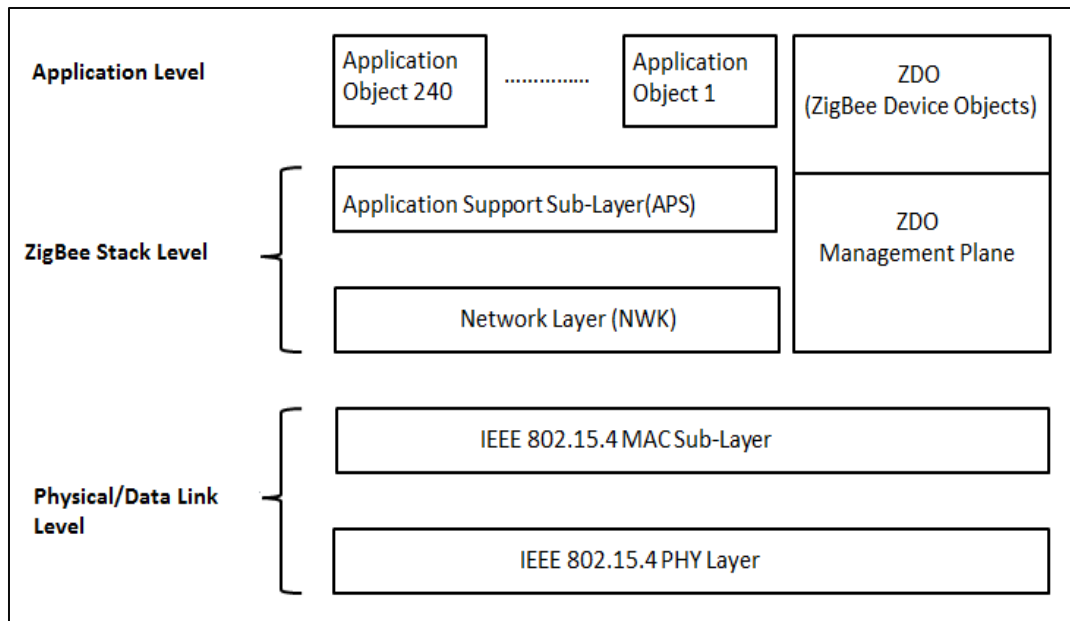 Application Level
Application
Object 240
...............
Application
Object 1
ZDO
(ZigBee Device Objects)
ZigBee Stack Level
Application Support Sub-Layer(APS)
Network Layer (NWK)
ZDO
Management Plane
Physical/Data Link
Level
IEEE 802.15.4 MAC Sub-Layer
IEEE 802.15.4 PHY Layer